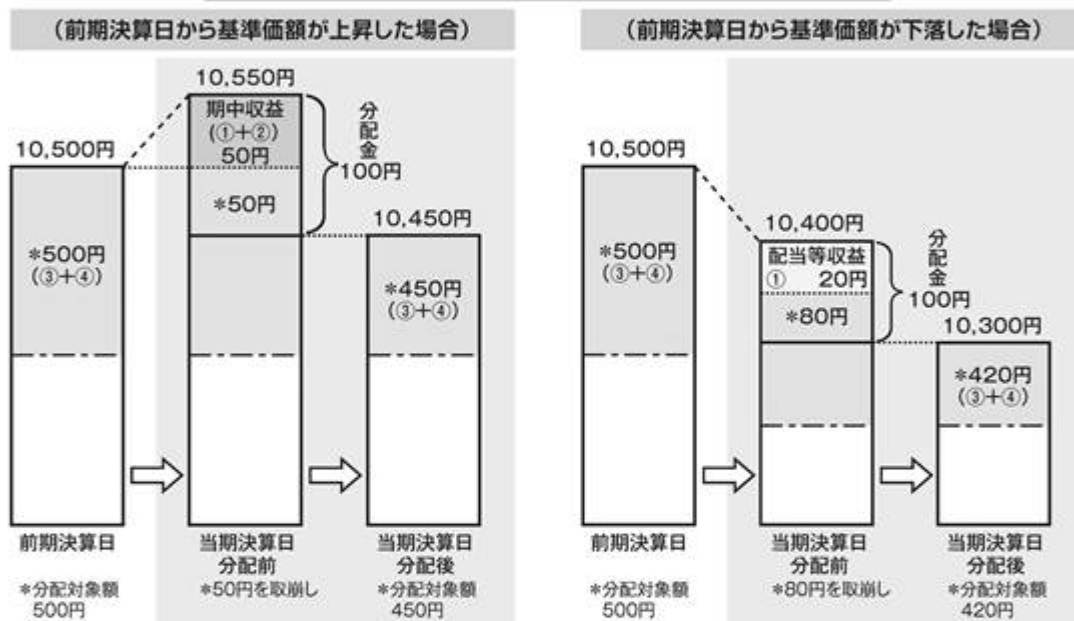 (前期決算日から基準価額が上昇した場合)
10,550円
期中収益
(①+②)
50円
*50円
分配金
100円
10,500円
*500円
(③+④)
10,450円
*450円
(③+④)
前期決算日
当期決算日
分配前
当期決算日
分配後
*分配対象額
500円
*50円を取崩し
*分配対象額
450円
(前期決算日から基準価額が下落した場合)
10,500円
*500円
(③+④)
10,400円
配当等収益
① 20円
*80円
分配金
100円
10,300円
*420円
(③+④)
前期決算日
当期決算日
分配前
当期決算日
分配後
*分配対象額
500円
*80円を取崩し
*分配対象額
420円